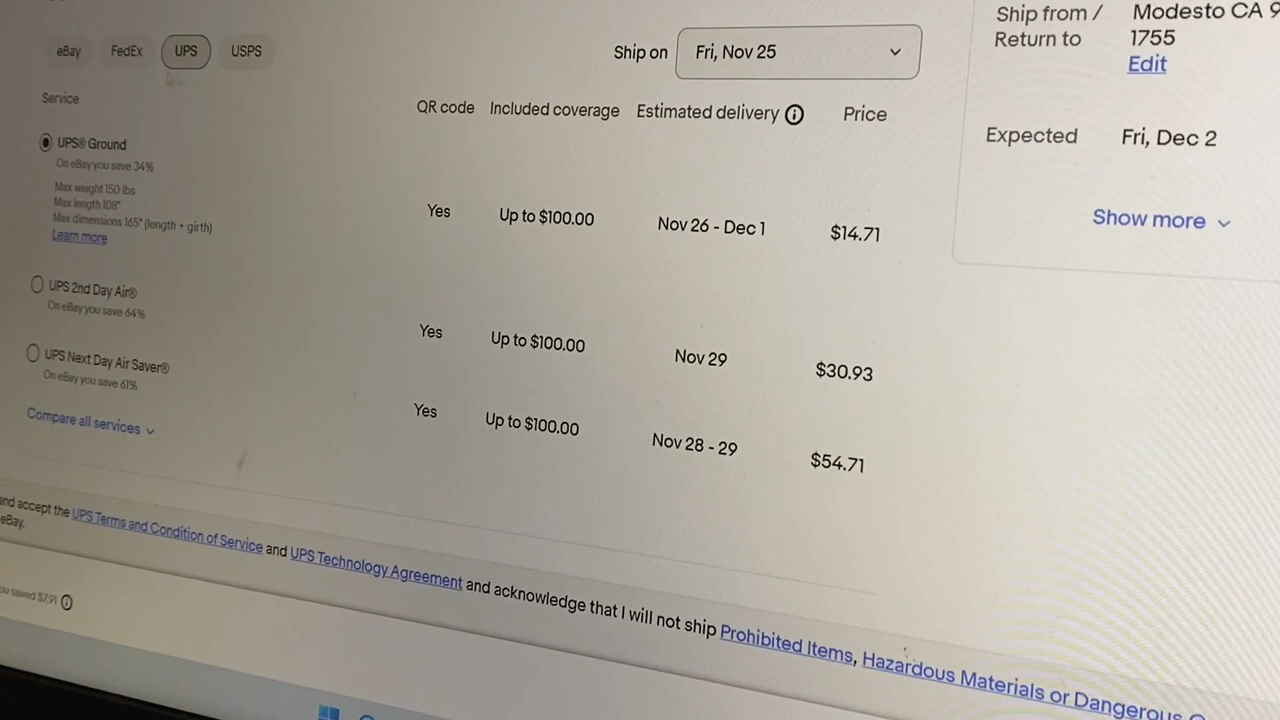 eBay FedEx UPS USPS
Ship on Fri, Nov 25
Ship from / Return to
Modesto CA 9
1755
Edit
Expected Fri, Dec 2
Show more
Service QR code Included coverage Estimated delivery Price
UPS® Ground
On eBay you save 34%
Max weight 150 lbs
Max length 108"
Max dimensions 165" (length + girth)
Learn more
Yes Up to $100.00 Nov 26 - Dec 1 $14.71
UPS 2nd Day Air®
On eBay you save 64%
Yes Up to $100.00 Nov 29 $30.93
UPS Next Day Air Saver®
On eBay you save 61%
Yes Up to $100.00 Nov 28 - 29 $54.71
Compare all services
and accept the UPS Terms and Condition of Service and UPS Technology Agreement and acknowledge that I will not ship Prohibited Items, Hazardous Materials or Dangerous
eBay.
you saved $7.91